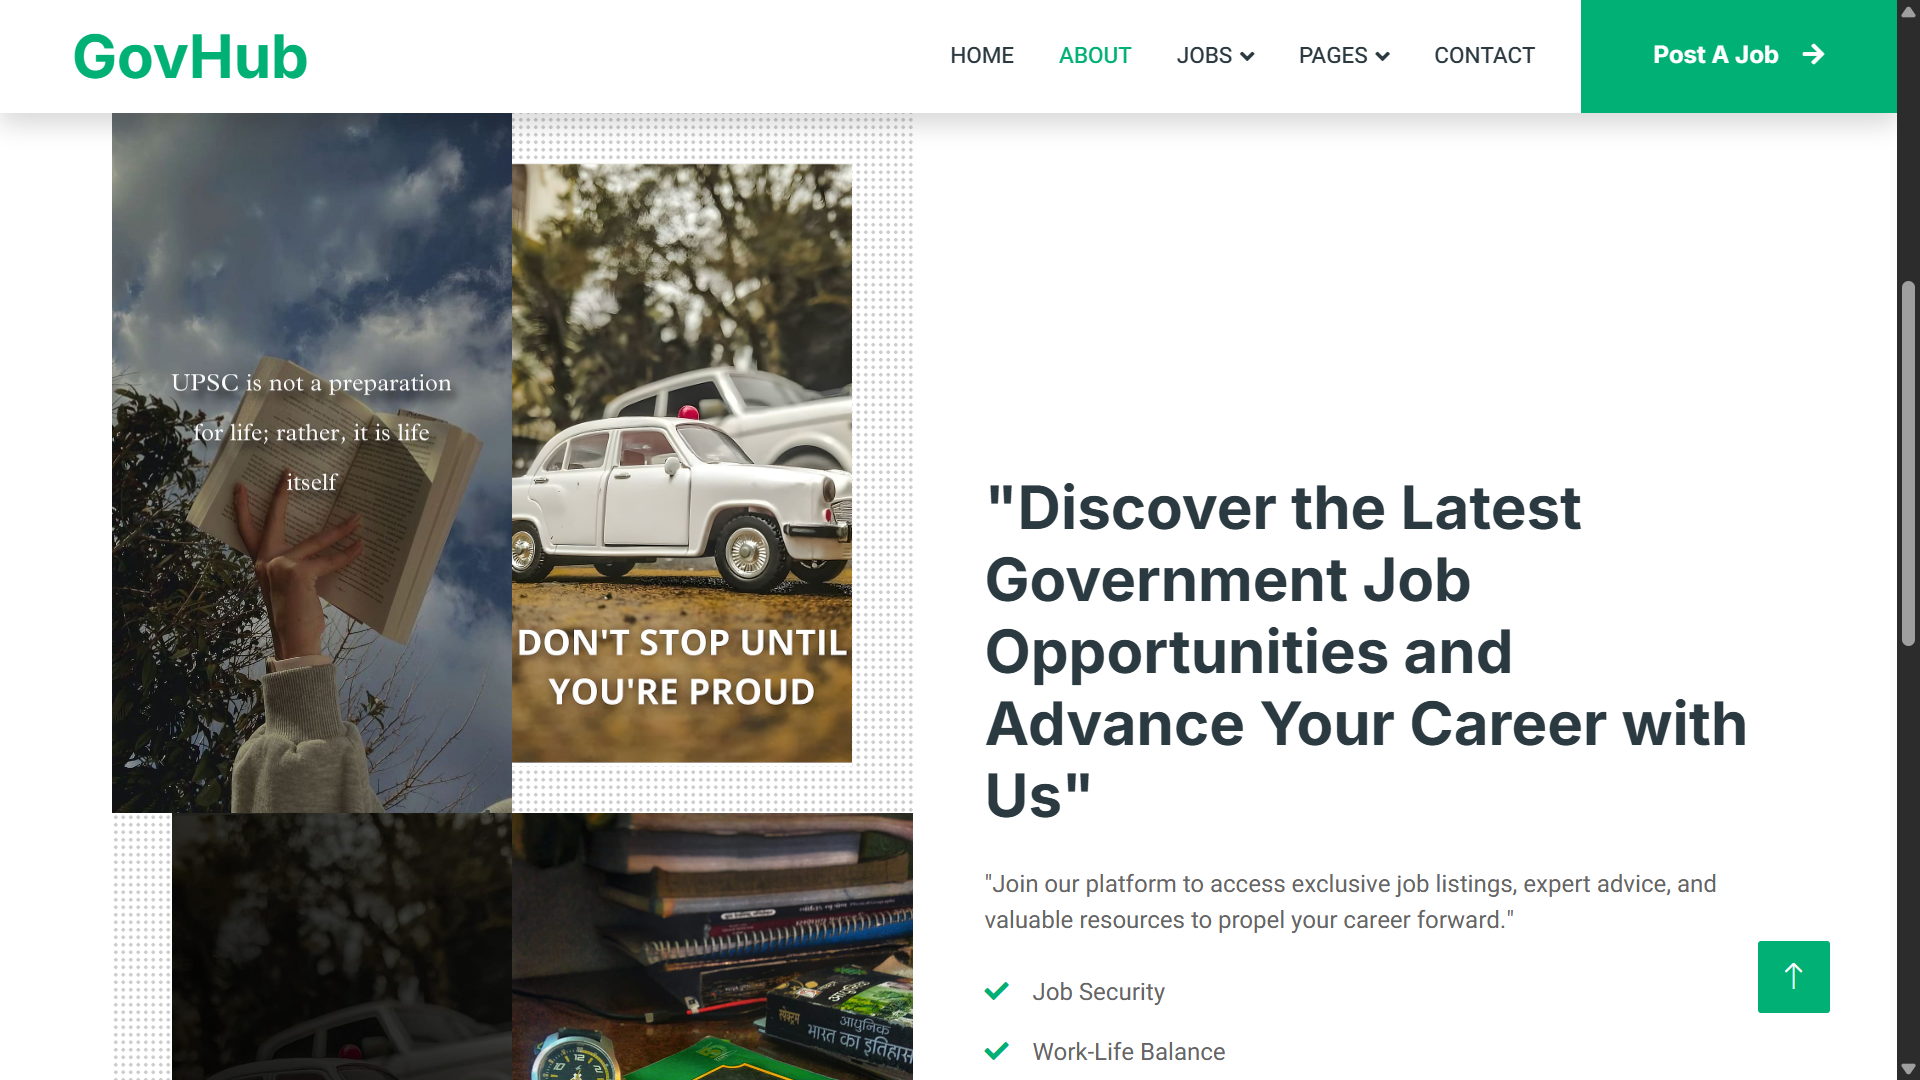 GovHub
HOME
ABOUT
JOBS
PAGES
CONTACT
Post A Job
UPSC is not a preparation
for life; rather, it is life
itself
DON'T STOP UNTIL
YOU'RE PROUD
"Discover the Latest
Government Job
Opportunities and
Advance Your Career with
Us"
"Join our platform to access exclusive job listings, expert advice, and
valuable resources to propel your career forward."
Job Security
Work-Life Balance
स्पेक्ट्रम
आधुनिक
भारत का इतिहास
12